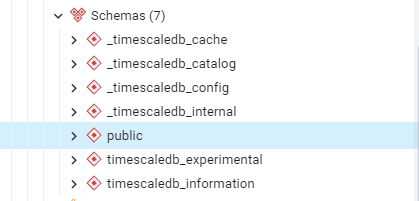 Schemas (7)
_timescaledb_cache
_timescaledb_catalog
_timescaledb_config
_timescaledb_internal
public
timescaledb_experimental
timescaledb_information